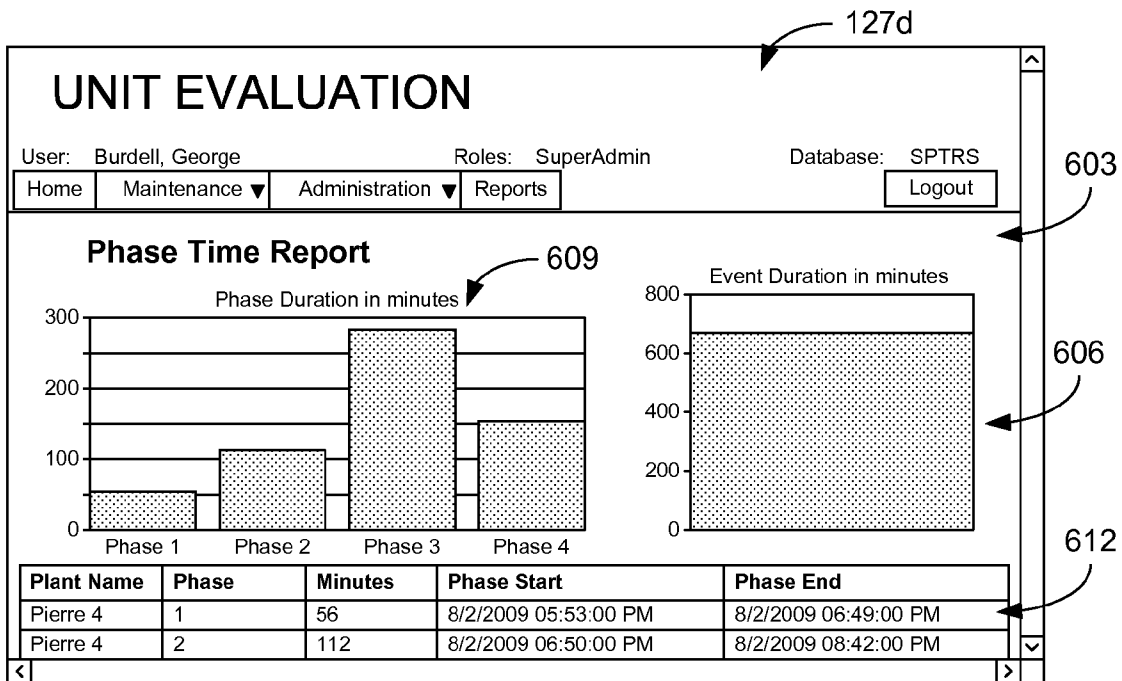 127d
UNIT EVALUATION
User: Burdell, George Roles: SuperAdmin Database: SPTRS
603
Home Maintenance ▼ Administration ▼ Reports Logout
Phase Time Report
609
Phase Duration in minutes
Event Duration in minutes
300
200
100
0
Phase 1 Phase 2 Phase 3 Phase 4
800
600
400
200
0
606
612
Plant Name Phase Minutes Phase Start Phase End
Pierre 4 1 56 8/2/2009 05:53:00 PM 8/2/2009 06:49:00 PM
Pierre 4 2 112 8/2/2009 06:50:00 PM 8/2/2009 08:42:00 PM